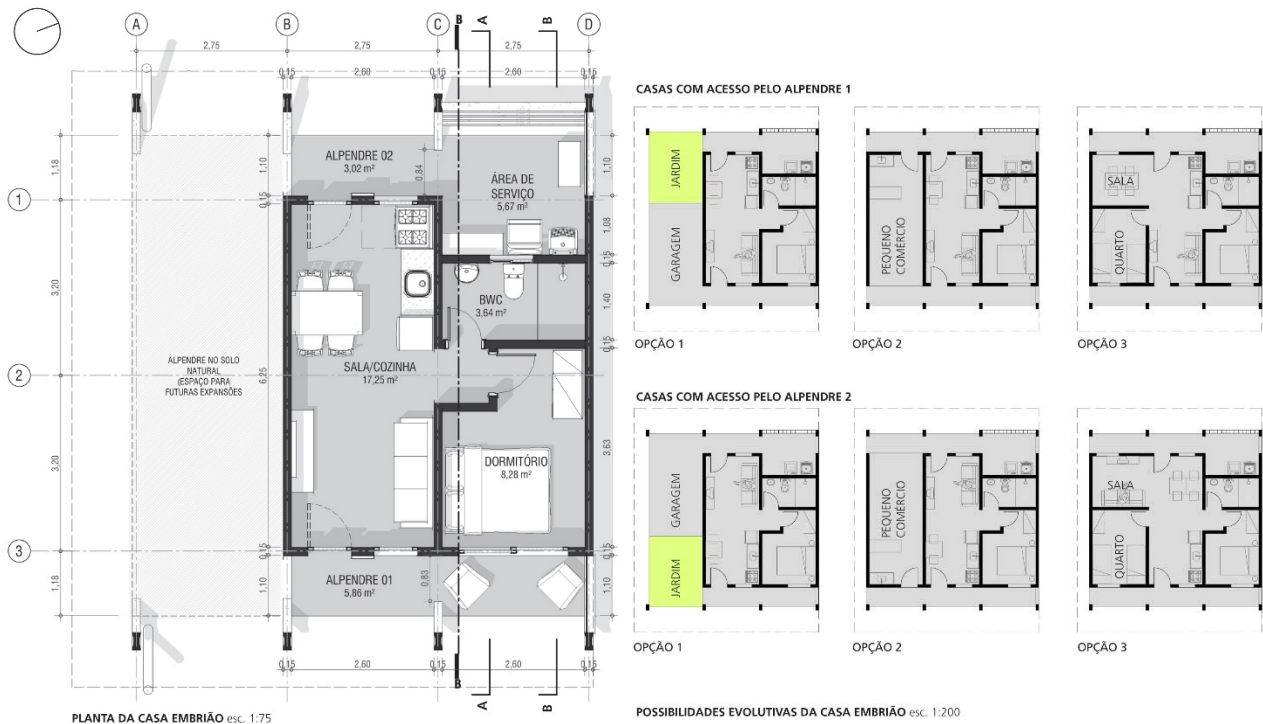 A
B
C
D
B
A
B
2,75
2,75
2,75
0,15
2,60
0,15
2,60
0,15
1,18
1,10
ALPENDRE 02
3,02 m²
0,84
ÁREA DE
SERVIÇO
5,67 m²
1,10
1
0,15
1,08
0,15
3,20
BWC
3,64 m²
1,40
0,15
ALPENDRE NO SOLO
NATURAL
(ESPAÇO PARA
FUTURAS EXPANSÕES
6,25
SALA/COZINHA
17,25 m²
2
3,20
DORMITÓRIO
8,28 m²
3,63
3
0,15
0,15
1,18
1,10
ALPENDRE 01
5,86 m²
0,83
1,10
0,15
2,60
0,15
2,60
0,15
B
A
B
PLANTA DA CASA EMBRIÃO esc. 1:75
CASAS COM ACESSO PELO ALPENDRE 1
JARDIM
GARAGEM
OPÇÃO 1
PEQUENO
COMÉRCIO
OPÇÃO 2
SALA
QUARTO
OPÇÃO 3
CASAS COM ACESSO PELO ALPENDRE 2
GARAGEM
JARDIM
OPÇÃO 1
PEQUENO
COMÉRCIO
OPÇÃO 2
SALA
QUARTO
OPÇÃO 3
POSSIBILIDADES EVOLUTIVAS DA CASA EMBRIÃO esc. 1:200